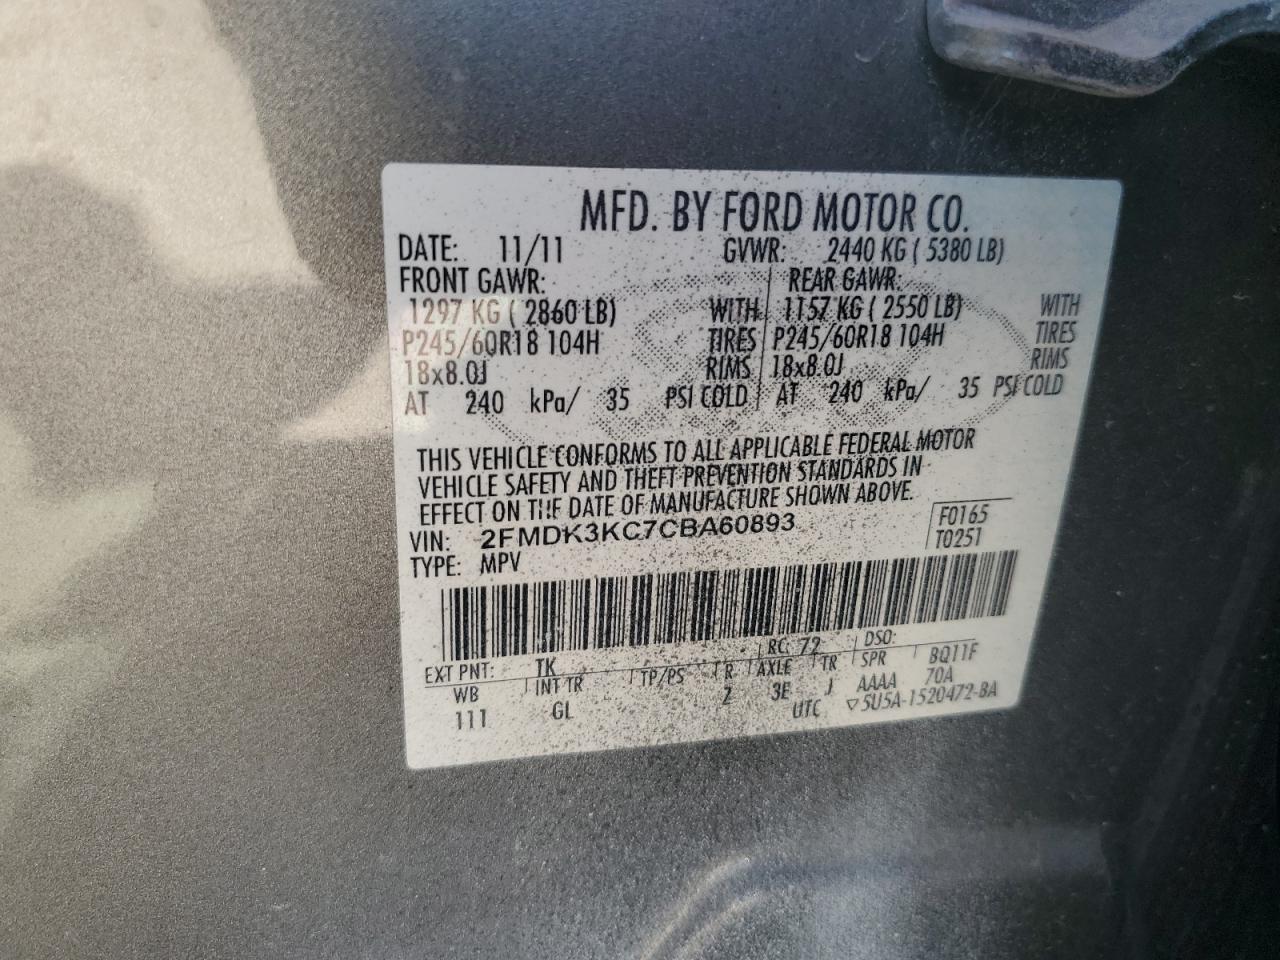 MFD. BY FORD MOTOR CO.
DATE: 11/11 GVWR: 2440 KG ( 5380 LB)
FRONT GAWR: REAR GAWR:
1297 KG ( 2860 LB) WITH 1157 KG ( 2550 LB) WITH
P245/60R18 104H TIRES P245/60R18 104H TIRES
18x8.0J RIMS 18x8.0J RIMS
AT 240 kPa/ 35 PSI COLD AT 240 kPa/ 35 PSI COLD
THIS VEHICLE CONFORMS TO ALL APPLICABLE FEDERAL MOTOR
VEHICLE SAFETY AND THEFT PREVENTION STANDARDS IN
EFFECT ON THE DATE OF MANUFACTURE SHOWN ABOVE.
VIN: 2FMDK3KC7CBA60893 F0165
TYPE: MPV T0251
EXT PNT: TK RC: 72 DSO:
WB INT TR TP/PS R AXLE TR SPR BQ11F
111 GL 2 3E J AAAA 70A
UTC ▽5U5A-1520472-BA